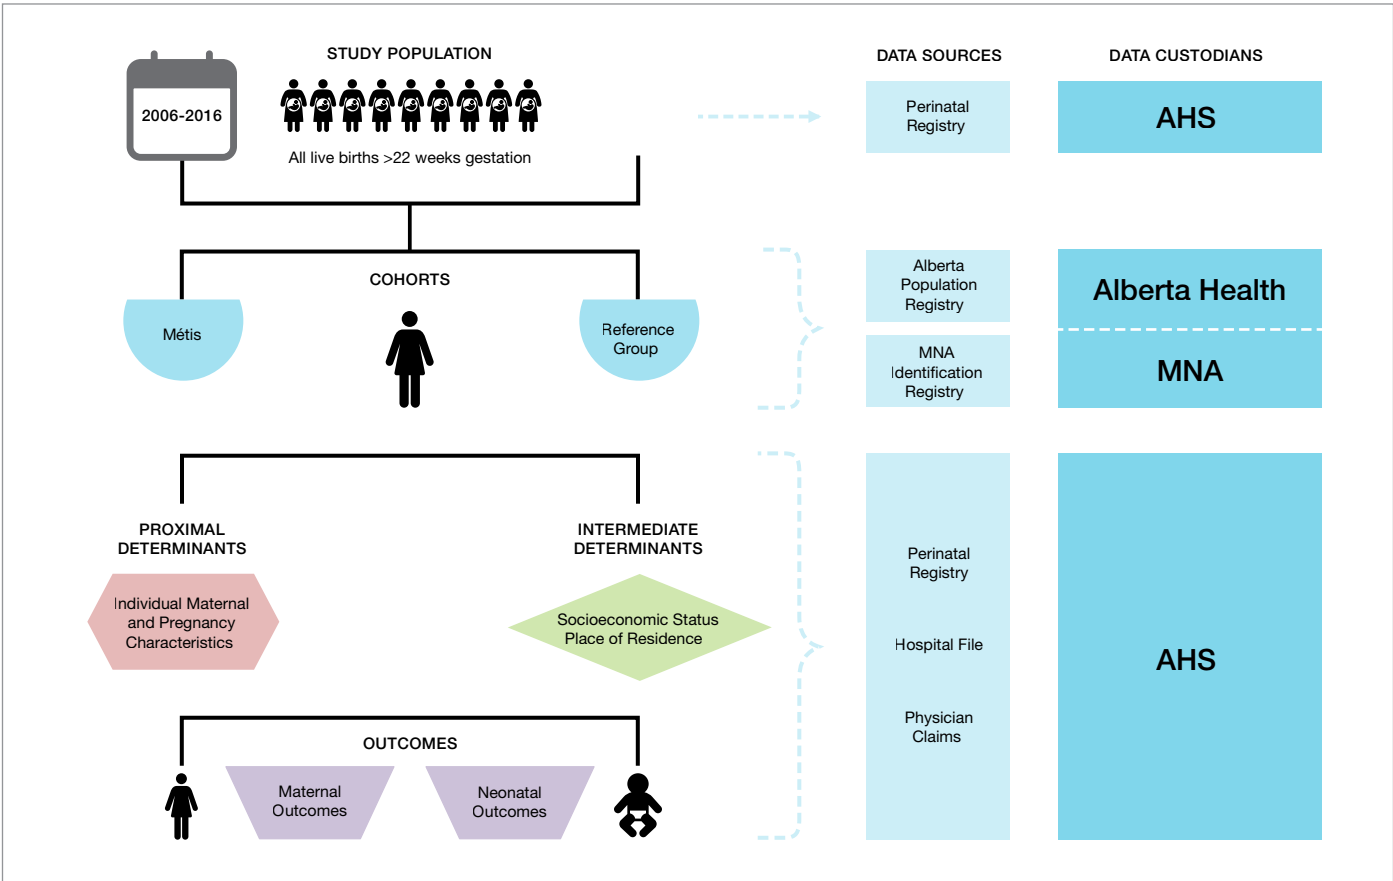 STUDY POPULATION
2006-2016
All live births >22 weeks gestation
DATA SOURCES
DATA CUSTODIANS
Perinatal
Registry
AHS
COHORTS
Métis
Reference
Group
Alberta
Population
Registry
Alberta Health
MNA
Identification
Registry
MNA
PROXIMAL
DETERMINANTS
INTERMEDIATE
DETERMINANTS
Individual Maternal
and Pregnancy
Characteristics
Socioeconomic Status
Place of Residence
Perinatal
Registry
Hospital File
Physician
Claims
AHS
OUTCOMES
Maternal
Outcomes
Neonatal
Outcomes